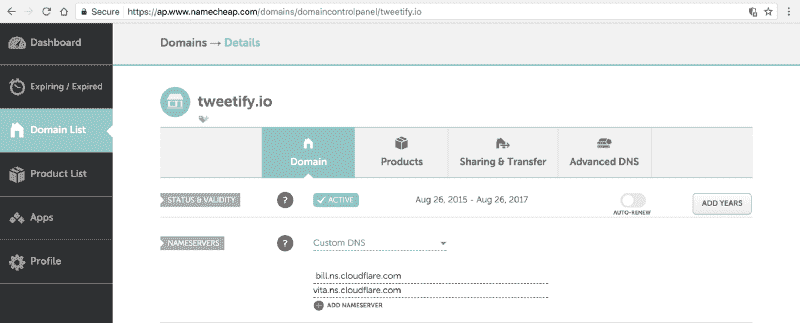 Secure https://ap.www.namecheap.com/domains/domaincontrolpanel/tweetify.io
Dashboard
Expiring / Expired
Domain List
Product List
Apps
Profile
Domains → Details
tweetify.io
Domain
Products
Sharing & Transfer
Advanced DNS
STATUS & VALIDITY ? ACTIVE Aug 26, 2015 - Aug 26, 2017 AUTO-RENEW ADD YEARS
NAMESERVERS ? Custom DNS
bill.ns.cloudflare.com
vita.ns.cloudflare.com
ADD NAMESERVER